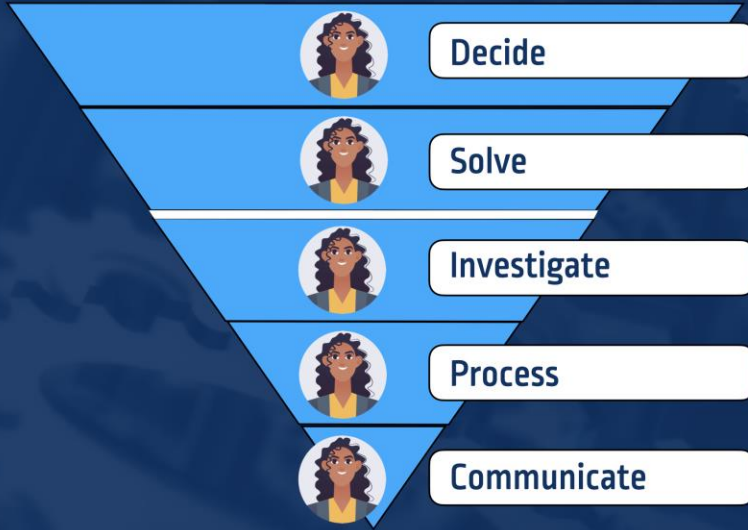 Decide
Solve
Investigate
Process
Communicate